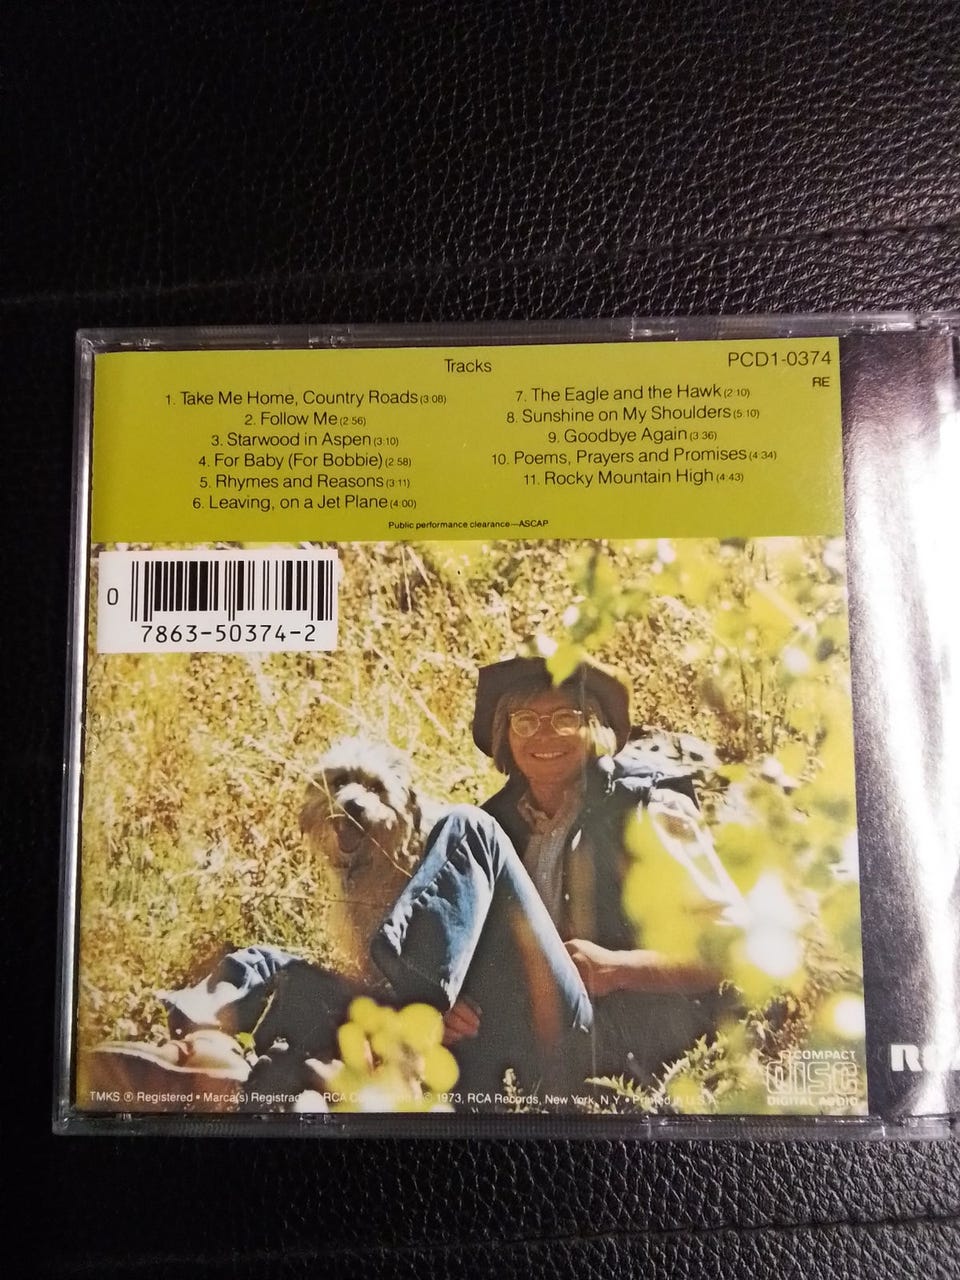 Tracks
PCD1-0374
RE
1. Take Me Home, Country Roads (3:08)
2. Follow Me (2:56)
3. Starwood in Aspen (3:10)
4. For Baby (For Bobbie) (2:58)
5. Rhymes and Reasons (3:11)
6. Leaving, on a Jet Plane (4:00)
7. The Eagle and the Hawk (2:10)
8. Sunshine on My Shoulders (5:10)
9. Goodbye Again (3:36)
10. Poems, Prayers and Promises (4:34)
11. Rocky Mountain High (4:43)
Public performance clearance—ASCAP
0
7863-50374-2
COMPACT
disc
DIGITAL AUDIO
TMKS ® Registered • Marca(s) RCA © 1973, RCA Records, New York, N.Y. • Printed in U.S.A.